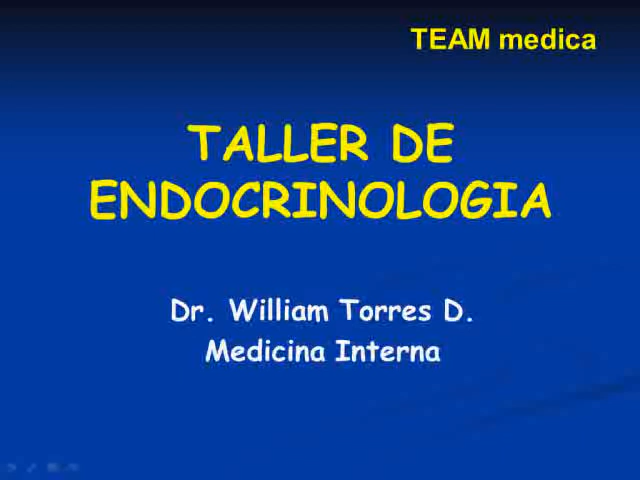 TEAM medica
TALLER DE
ENDOCRINOLOGIA
Dr. William Torres D.
Medicina Interna